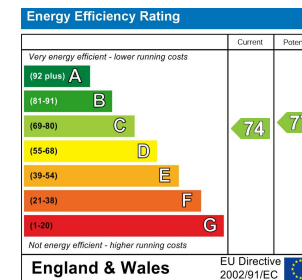 Energy Efficiency Rating
Current
Very energy efficient - lower running costs
(92 plus) A
(81-91) B
(69-80) C
74
(55-68) D
(39-54) E
(21-38) F
(1-20) G
Not energy efficient - higher running costs
England & Wales
EU Directive
2002/91/EC